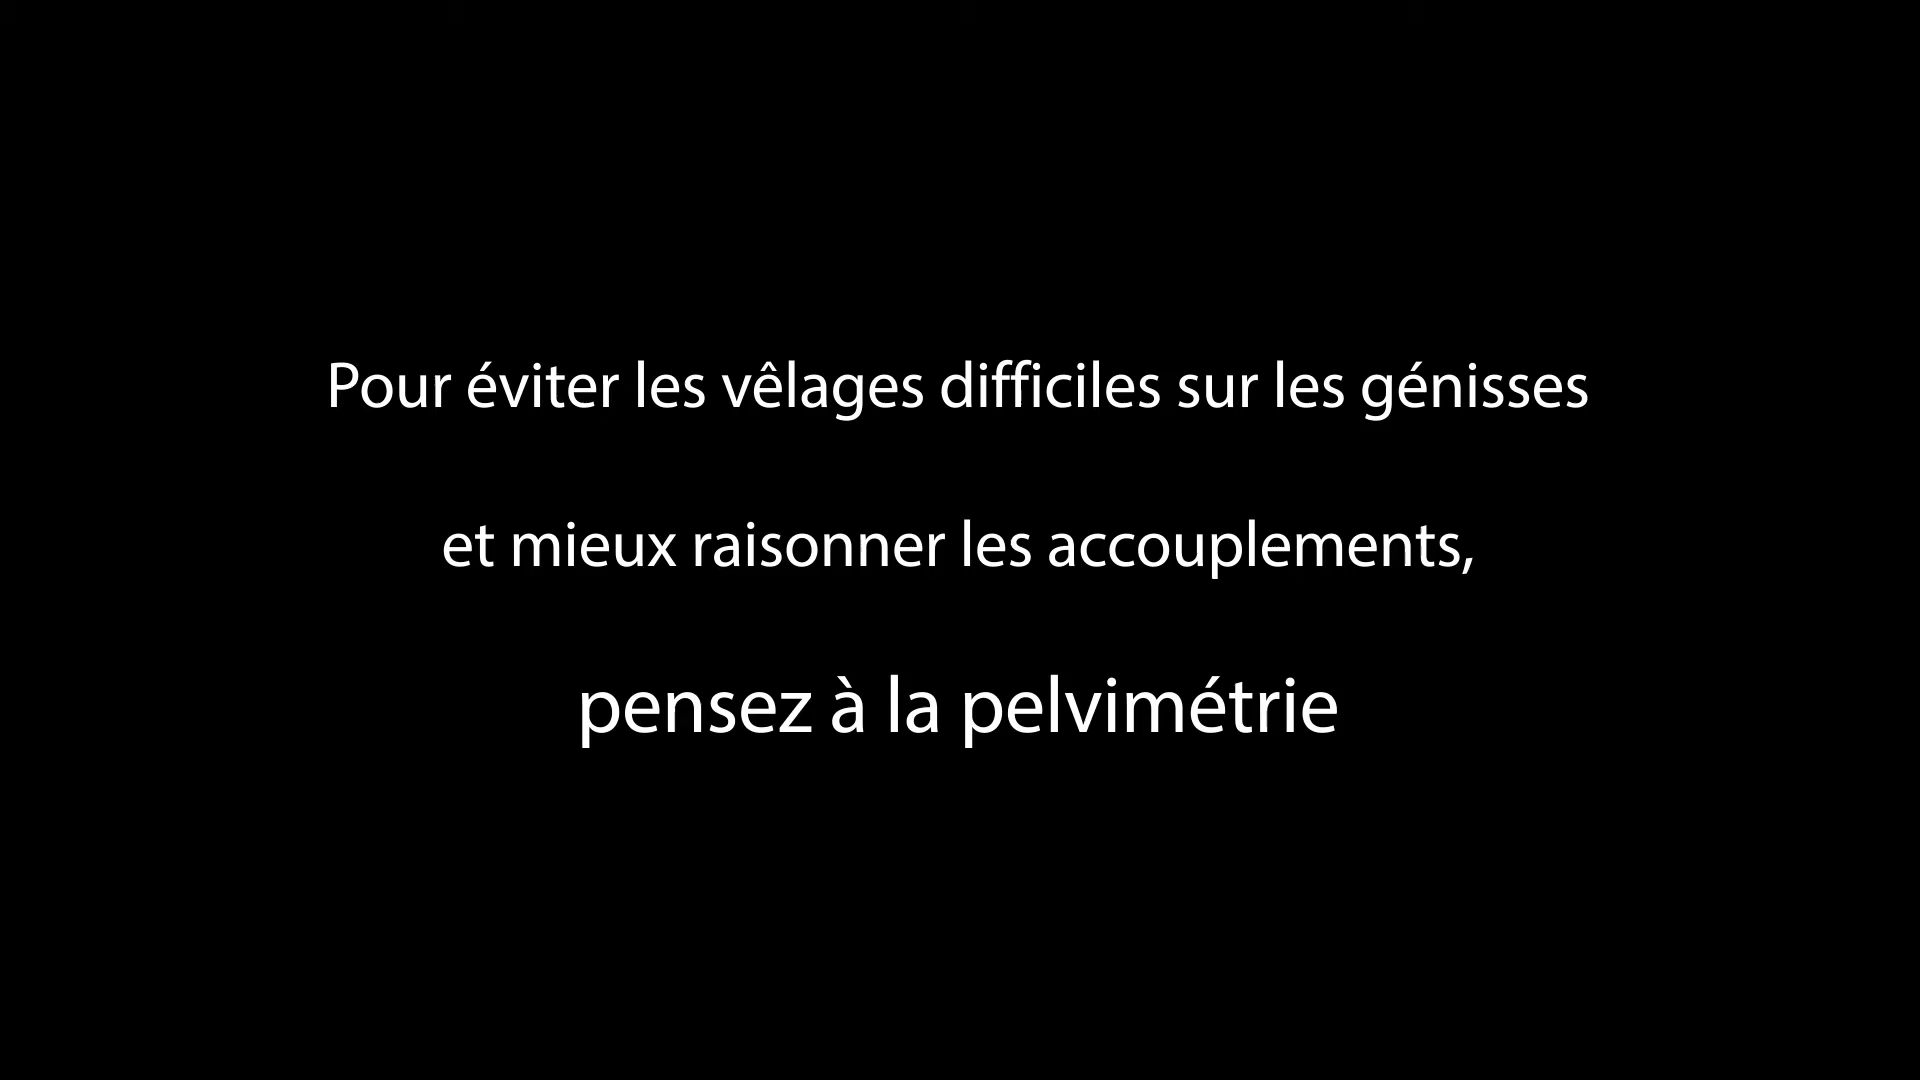 Pour éviter les vêlages difficiles sur les génisses
et mieux raisonner les accouplements,
pensez à la pelvimétrie